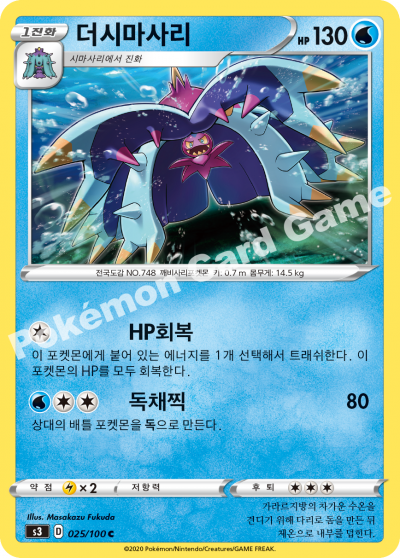 1진화
더시마사리
HP 130
시마사리에서 진화
전국도감 NO.748 깨비사리포켓몬 키: 0.7 m 몸무게: 14.5 kg
Pokémon Card Game
HP회복
이 포켓몬에게 붙어 있는 에너지를 1개 선택해서 트래쉬한다. 이
포켓몬의 HP를 모두 회복한다.
독채찍 80
상대의 배틀 포켓몬을 독으로 만든다.
약점 ×2 저항력 후퇴
Illus. Masakazu Fukuda
s3 D 025/100 C
가라르지방의 차가운 수온을
견디기 위해 다리로 돔을 만든 뒤
체온으로 내부를 덥힌다.
©2020 Pokémon/Nintendo/Creatures/GAME FREAK.